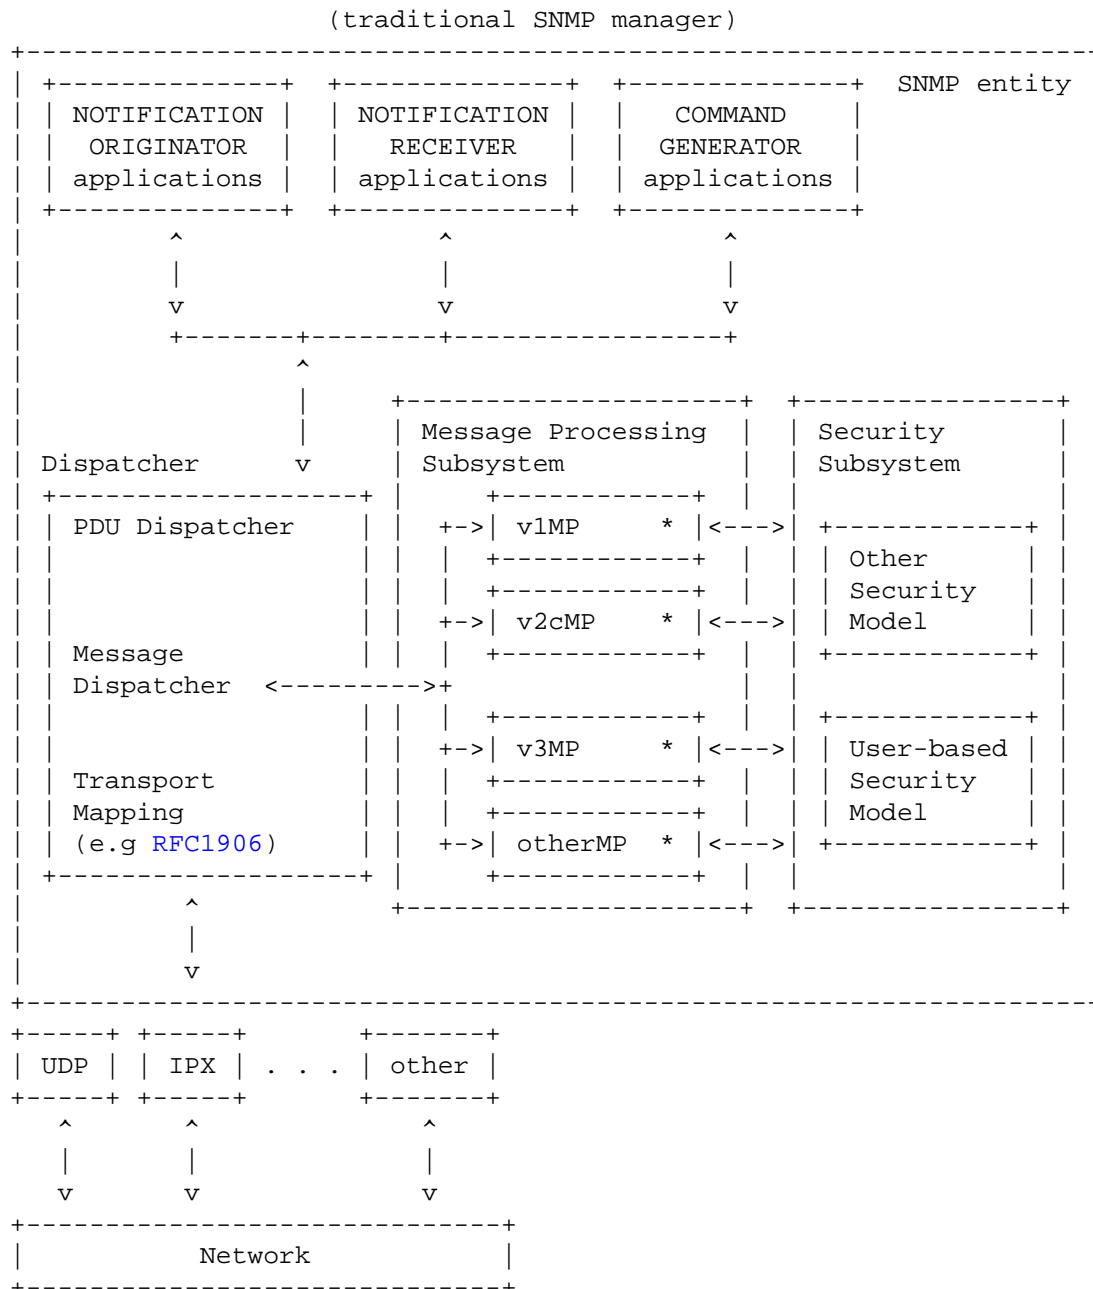 (traditional SNMP manager)
+--------------------------------------------------------------------
| +--------------+  +--------------+  +--------------+  SNMP entity
| | NOTIFICATION |  | NOTIFICATION |  |   COMMAND    |
| |  ORIGINATOR  |  |   RECEIVER   |  |  GENERATOR   |
| | applications |  | applications |  | applications |
| +--------------+  +--------------+  +--------------+
|         ^                ^                 ^
|         |                |                 |
|         v                v                 v
|         +-------+--------+-----------------+
|                 ^
|                 |     +---------------------+  +----------------+
|                 |     | Message Processing  |  | Security       |
| Dispatcher      v     | Subsystem           |  | Subsystem      |
| +-------------------+ |     +------------+  |  |                |
| | PDU Dispatcher    | |  +->| v1MP     * |<--->| +------------+ |
| |                   | |  |  +------------+  |  | | Other      | |
| |                   | |  |  +------------+  |  | | Security   | |
| |                   | |  +->| v2cMP    * |<--->| | Model      | |
| | Message           | |  |  +------------+  |  | +------------+ |
| | Dispatcher  <--------->+                  |  |                |
| |                   | |  |  +------------+  |  | +------------+ |
| |                   | |  +->| v3MP     * |<--->| | User-based | |
| | Transport         | |  |  +------------+  |  | | Security   | |
| | Mapping           | |  |  +------------+  |  | | Model      | |
| | (e.g RFC1906)     | |  +->| otherMP  * |<--->| +------------+ |
| +-------------------+ |     +------------+  |  |                |
|          ^            +---------------------+  +----------------+
|          |
|          v
+--------------------------------------------------------------------
+-----+ +-----+       +-------+
| UDP | | IPX | . . . | other |
+-----+ +-----+       +-------+
   ^       ^              ^
   |       |              |
   v       v              v
+------------------------------+
|           Network            |
+------------------------------+